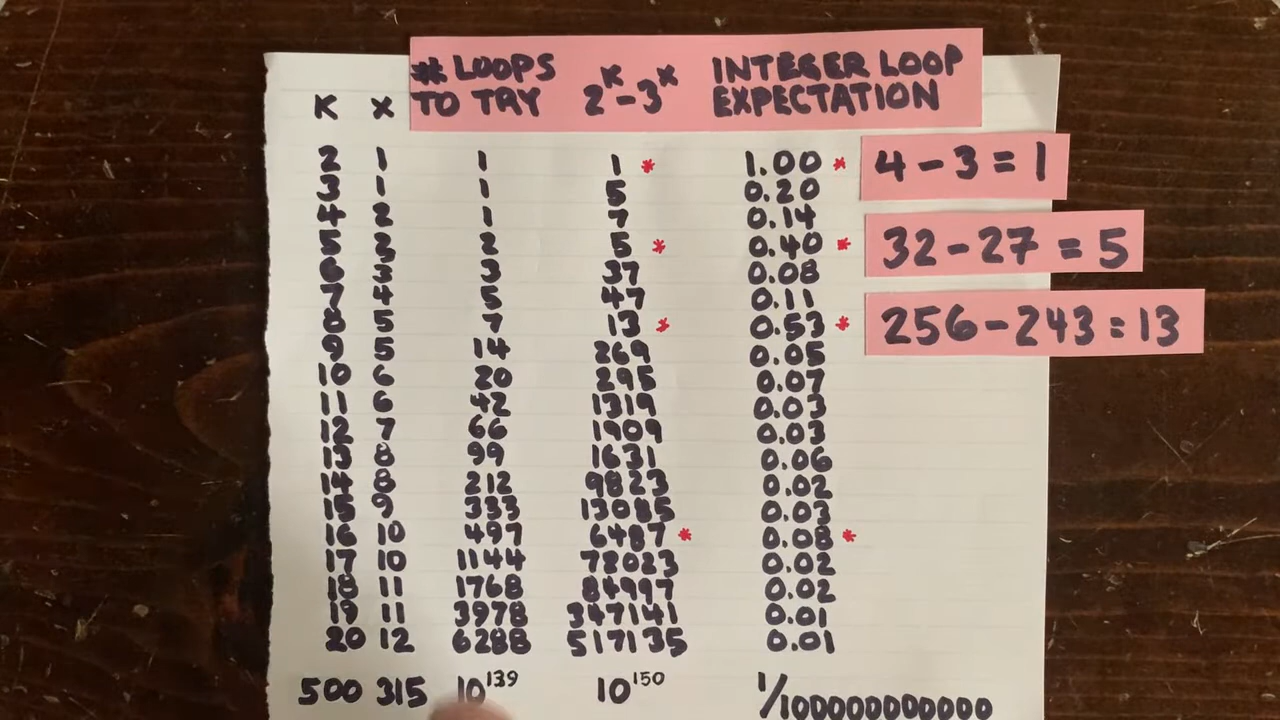 K X # LOOPS TO TRY 2^K-3^X INTEGER LOOP EXPECTATION
2 1 1 1 * 1.00 * 4-3=1
3 1 1 5 0.20
4 2 1 7 0.14
5 3 2 5 * 0.40 * 32-27=5
6 3 3 37 0.08
7 4 5 47 0.11
8 5 7 13 * 0.53 * 256-243=13
9 5 14 269 0.05
10 6 20 295 0.07
11 6 42 1319 0.03
12 7 66 1909 0.03
13 8 99 1631 0.06
14 8 212 9823 0.02
15 9 333 13085 0.03
16 10 497 6487 * 0.08 *
17 10 1144 72023 0.02
18 11 1768 84997 0.02
19 11 3978 347141 0.01
20 12 6288 517135 0.01
500 315 10^139 10^150 1/100000000000